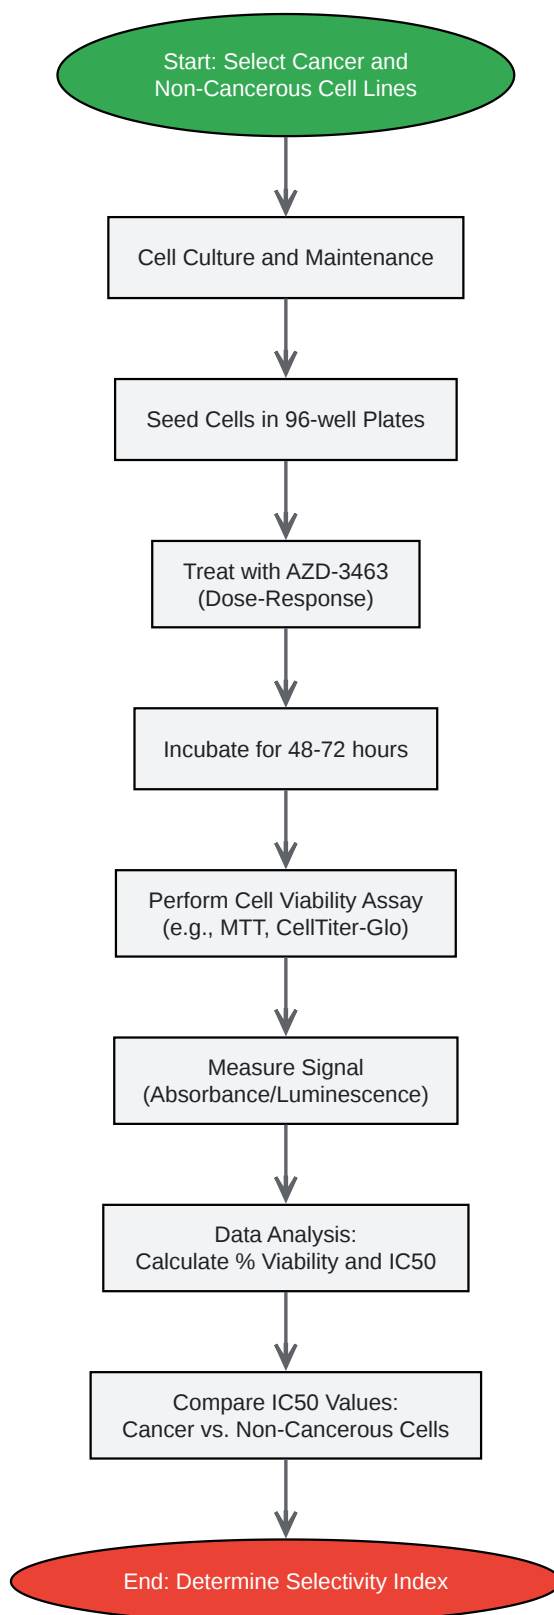 Start: Select Cancer and
Non-Cancerous Cell Lines
Cell Culture and Maintenance
Seed Cells in 96-well Plates
Treat with AZD-3463
(Dose-Response)
Incubate for 48-72 hours
Perform Cell Viability Assay
(e.g., MTT, CellTiter-Glo)
Measure Signal
(Absorbance/Luminescence)
Data Analysis:
Calculate % Viability and IC50
Compare IC50 Values:
Cancer vs. Non-Cancerous Cells
End: Determine Selectivity Index